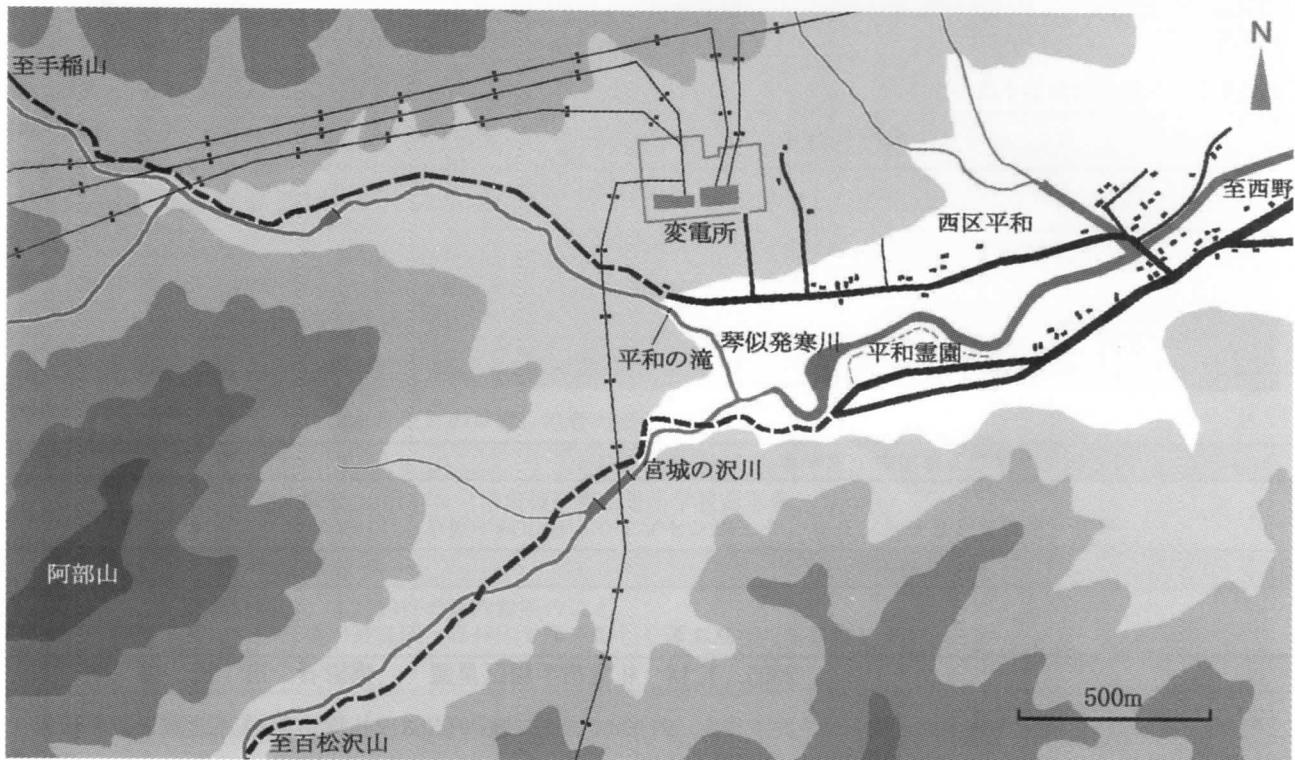 至手稲山
N
至西野
西区平和
変電所
琴似発寒川
平和の滝
平和霊園
宮城の沢川
阿部山
500m
至百松沢山